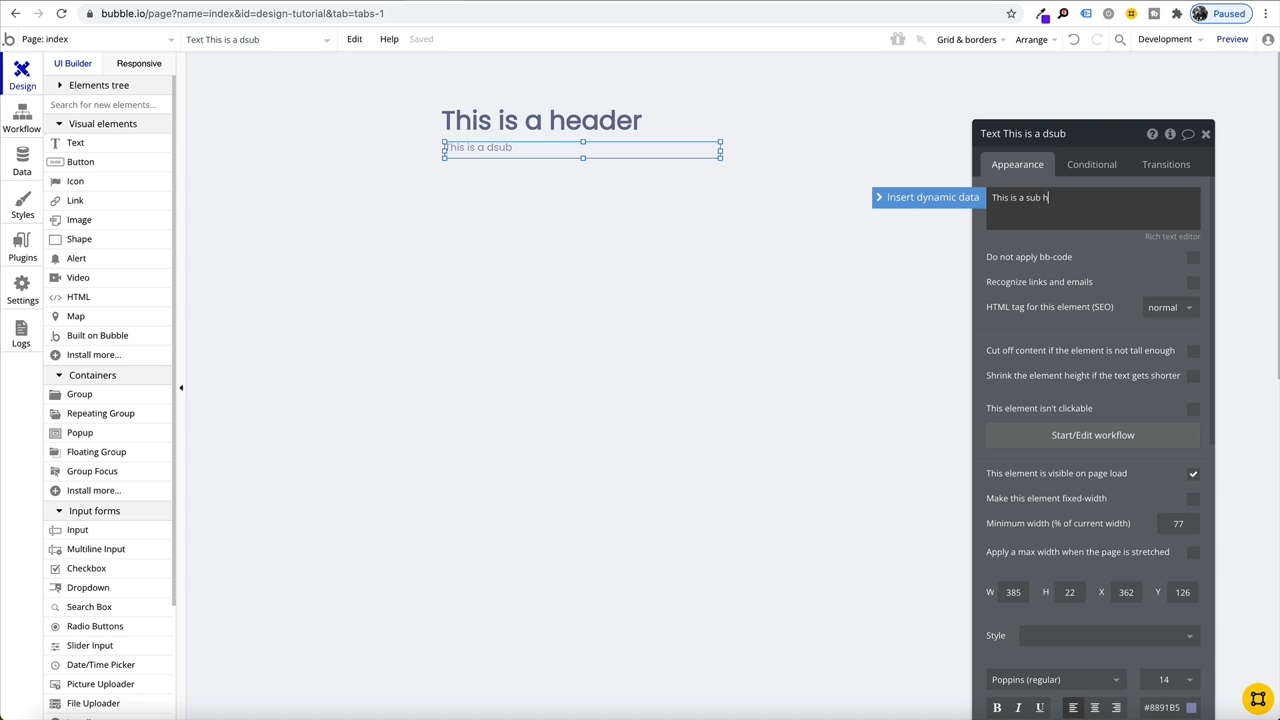 bubble.io/page?name=index&id=design-tutorial&tab=tabs-1
Paused
Page: index
Text This is a dsub
Edit
Help
Saved
Grid & borders
Arrange
Development
Preview
Design
Workflow
Data
Styles
Plugins
Settings
Logs
UI Builder
Responsive
Elements tree
Search for new elements...
Visual elements
Text
CLICK
Button
Icon
Link
Image
Shape
Alert
Video
HTML
Map
Built on Bubble
Install more...
Containers
Group
Repeating Group
Popup
Floating Group
Group Focus
Install more...
Input forms
Input
Multiline Input
Checkbox
Dropdown
Search Box
Radio Buttons
Slider Input
Date/Time Picker
Picture Uploader
File Uploader
This is a header
This is a dsub
Text This is a dsub
Appearance
Conditional
Transitions
Insert dynamic data
This is a sub h
Rich text editor
Do not apply bb-code
Recognize links and emails
HTML tag for this element (SEO)
normal
Cut off content if the element is not tall enough
Shrink the element height if the text gets shorter
This element isn't clickable
Start/Edit workflow
This element is visible on page load
Make this element fixed-width
Minimum width (% of current width)
77
Apply a max width when the page is stretched
W 385 H 22 X 362 Y 126
Style
Poppins (regular)
14
B I U
#8891B5